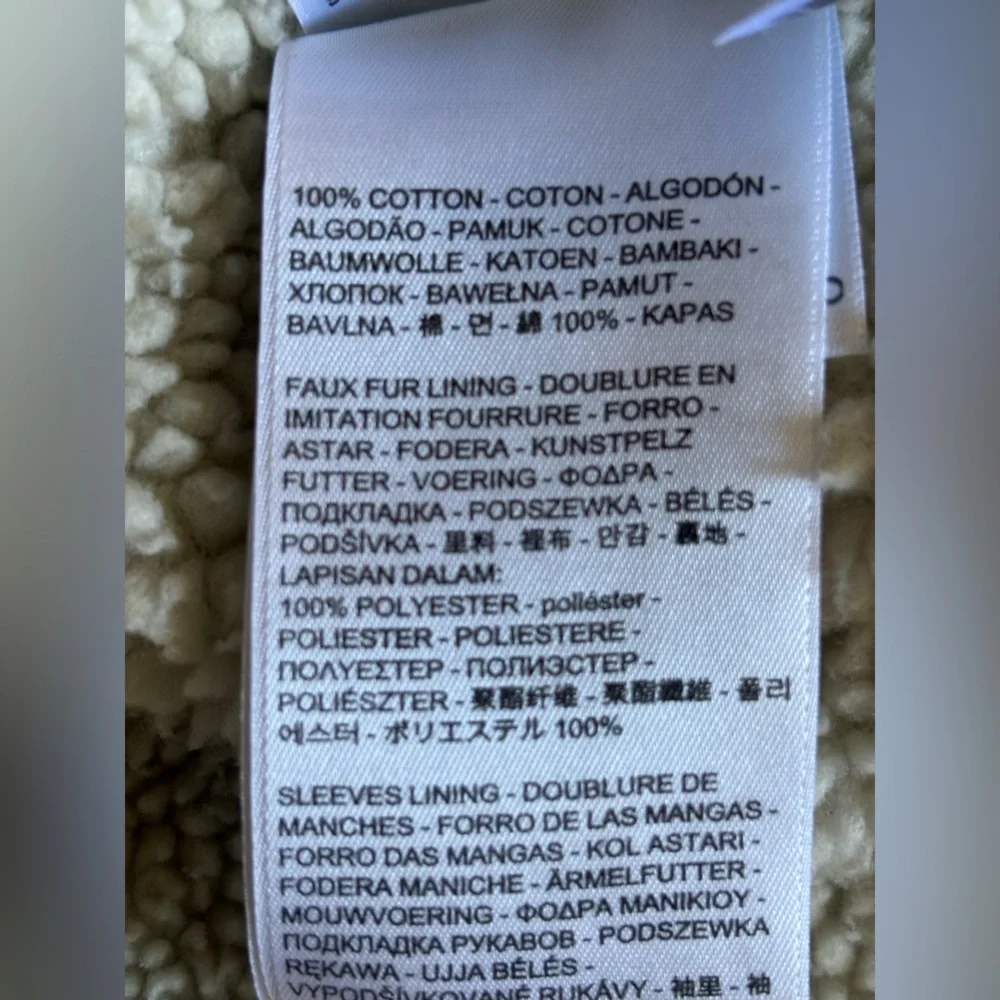 100% COTTON - COTON - ALGODÓN -
ALGODÃO - PAMUK - COTONE -
BAUMWOLLE - KATOEN - BAMBAKI -
ХЛОПОК - BAWEŁNA - PAMUT -
BAVLNA - 棉 - 면 - 綿 100% - KAPAS
FAUX FUR LINING - DOUBLURE EN
IMITATION FOURRURE - FORRO -
ASTAR - FODERA - KUNSTPELZ
FUTTER - VOERING - ΦΟΔΡΑ -
ПОДКЛАДКА - PODSZEWKA - BÉLÉS -
PODŠÍVKA - 里料 - 裡布 - 안감 - 裏地 -
LAPISAN DALAM:
100% POLYESTER - poliéster -
POLIESTER - POLIESTERE -
ΠΟΛΥΕΣΤΕΡ - ПОЛИЭСТЕР -
POLIÉSZTER - 聚酯纤维 - 聚酯纖維 - 폴리
에스터 - ポリエステル 100%
SLEEVES LINING - DOUBLURE DE
MANCHES - FORRO DE LAS MANGAS -
FORRO DAS MANGAS - KOL ASTARI -
FODERA MANICHE - ÄRMELFUTTER -
MOUWVOERING - ΦΟΔΡΑ ΜΑΝΙΚΙΟΥ -
ПОДКЛАДКА РУКАВОВ - PODSZEWKA
RĘKAWA - UJJA BÉLÉS -
VYPODŠÍVKOVANÉ RUKÁVY - 袖里 - 袖